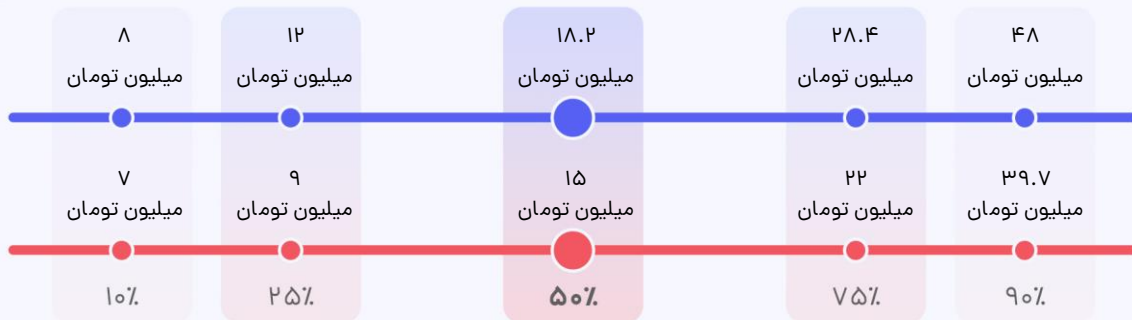 ۸ ۱۲ ۱۸.۲ ۲۸.۴ ۴۸
میلیون تومان میلیون تومان میلیون تومان میلیون تومان میلیون تومان
۷ ۹ ۱۵ ۲۲ ۳۹.۷
میلیون تومان میلیون تومان میلیون تومان میلیون تومان میلیون تومان
۱۰٪ ۲۵٪ ۵۰٪ ۷۵٪ ۹۰٪